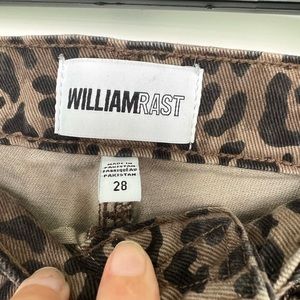 WILLIAMRAST
MADE IN
PAKISTAN
FABRIQUÉ AU
PAKISTAN
28